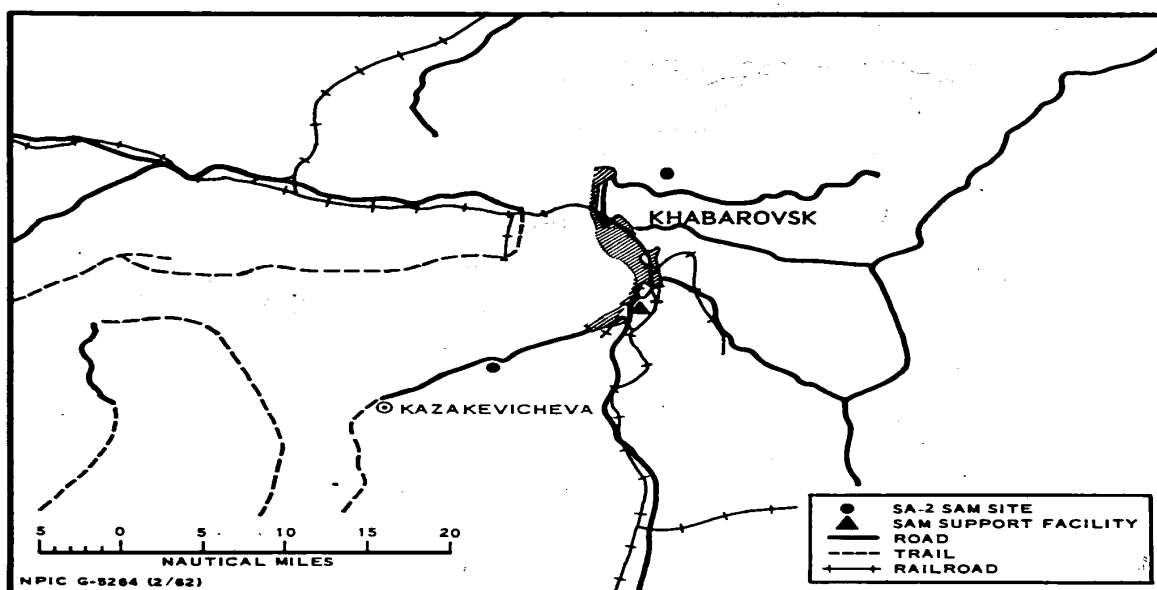 KHABAROVSK
KAZAKEVICHEVA
5 0 5 10 15 20
NAUTICAL MILES
NPIC G-5264 (2/62)
SA-2 SAM SITE
SAM SUPPORT FACILITY
ROAD
TRAIL
RAILROAD